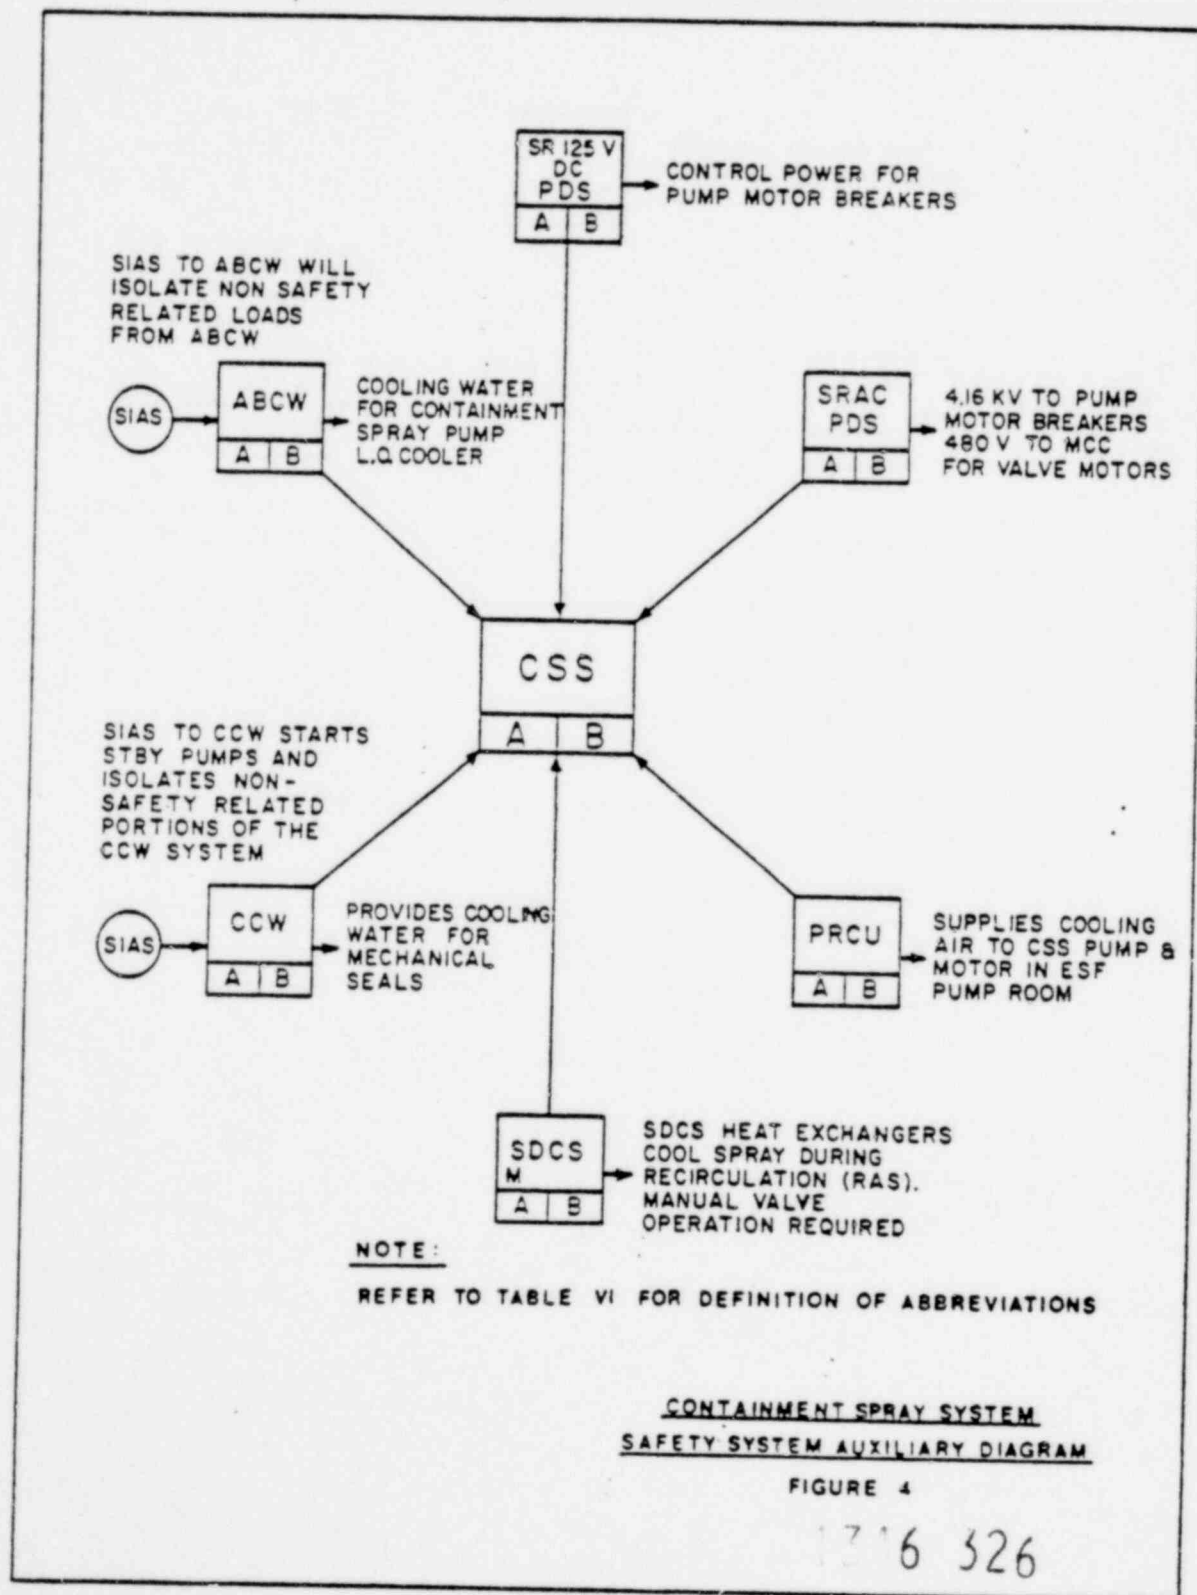 SR 125 V
DC
PDS
A B
CONTROL POWER FOR
PUMP MOTOR BREAKERS
SIAS TO ABCW WILL
ISOLATE NON SAFETY
RELATED LOADS
FROM ABCW
SIAS
ABCW
A B
COOLING WATER
FOR CONTAINMENT
SPRAY PUMP
L.O. COOLER
SRAC
PDS
A B
4.16 KV TO PUMP
MOTOR BREAKERS
480 V TO MCC
FOR VALVE MOTORS
CSS
A B
SIAS TO CCW STARTS
STBY PUMPS AND
ISOLATES NON-
SAFETY RELATED
PORTIONS OF THE
CCW SYSTEM
SIAS
CCW
A B
PROVIDES COOLING
WATER FOR
MECHANICAL
SEALS
PRCU
A B
SUPPLIES COOLING
AIR TO CSS PUMP &
MOTOR IN ESF
PUMP ROOM
SDCS
M
A B
SDCS HEAT EXCHANGERS
COOL SPRAY DURING
RECIRCULATION (RAS).
MANUAL VALVE
OPERATION REQUIRED
NOTE:
REFER TO TABLE VI FOR DEFINITION OF ABBREVIATIONS
CONTAINMENT SPRAY SYSTEM
SAFETY SYSTEM AUXILIARY DIAGRAM
FIGURE 4
6 326